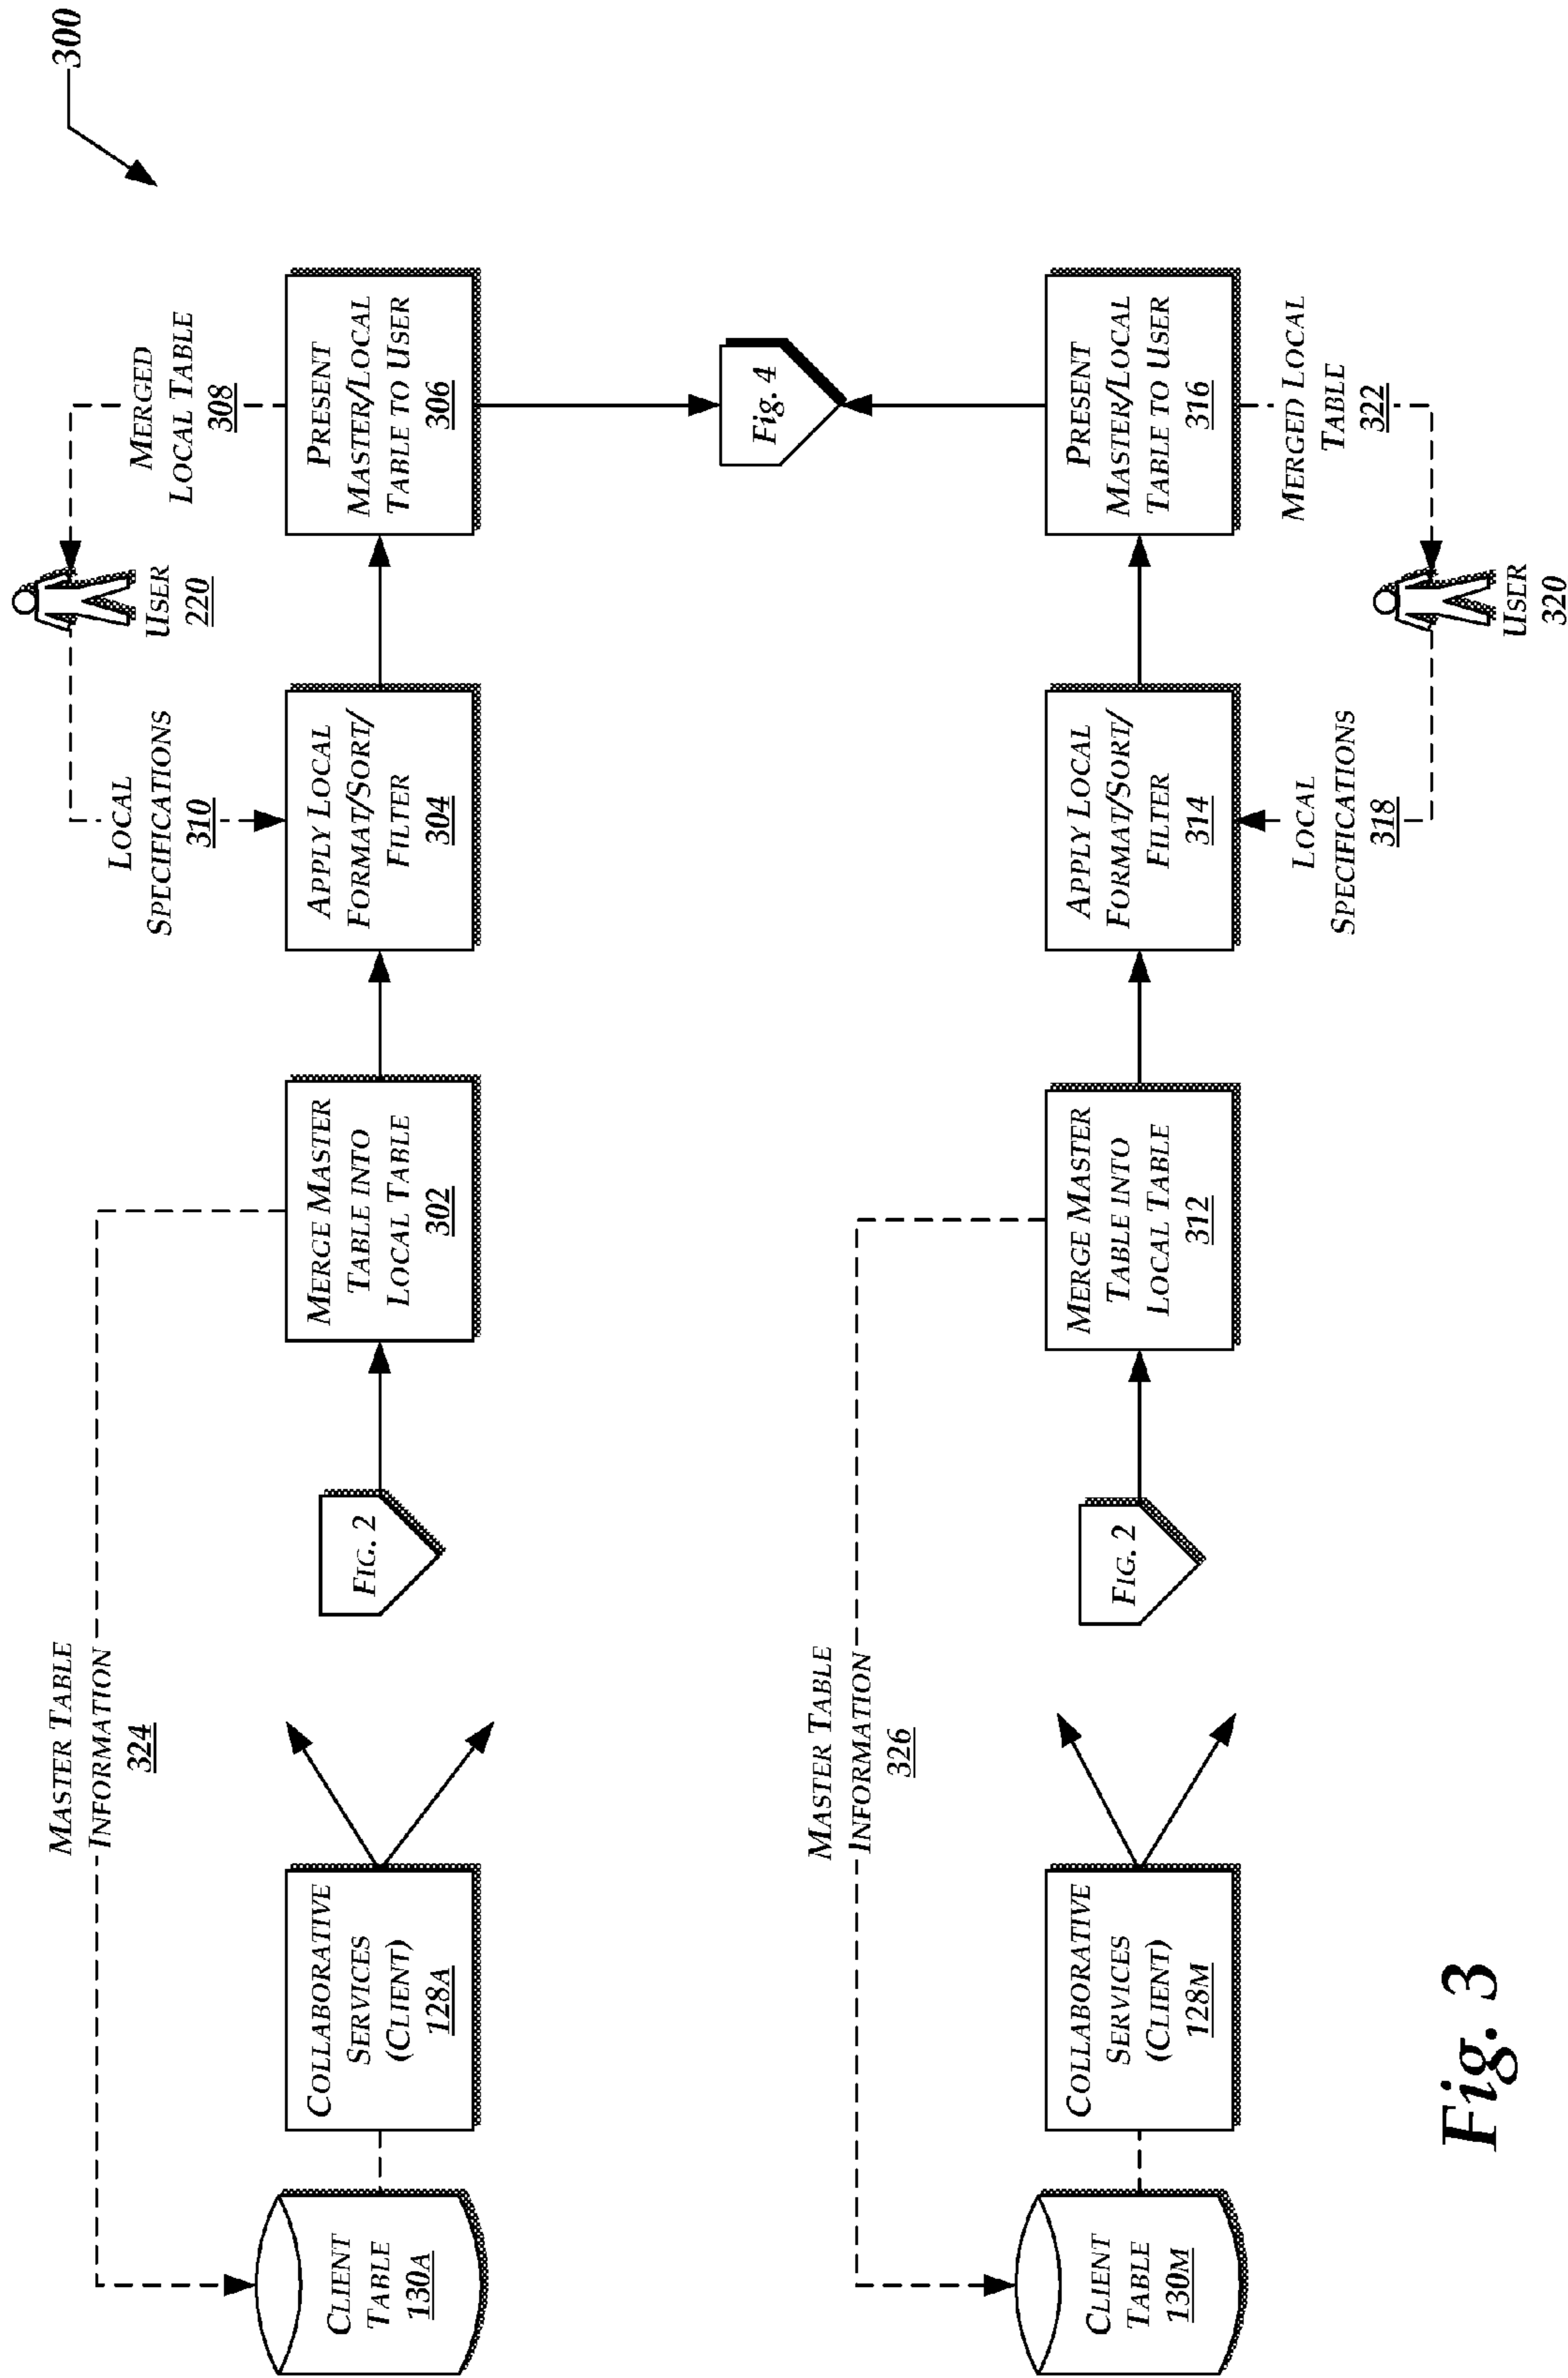 300
MASTER TABLE
INFORMATION
324
LOCAL
SPECIFICATIONS
310
USER
220
MERGED
LOCAL TABLE
308
CLIENT
TABLE
130A
COLLABORATIVE
SERVICES
(CLIENT)
128A
FIG. 2
MERGE MASTER
TABLE INTO
LOCAL TABLE
302
APPLY LOCAL
FORMAT/SORT/
FILTER
304
PRESENT
MASTER/LOCAL
TABLE TO USER
306
Fig. 4
MASTER TABLE
INFORMATION
326
CLIENT
TABLE
130M
COLLABORATIVE
SERVICES
(CLIENT)
128M
FIG. 2
MERGE MASTER
TABLE INTO
LOCAL TABLE
312
APPLY LOCAL
FORMAT/SORT/
FILTER
314
PRESENT
MASTER/LOCAL
TABLE TO USER
316
LOCAL
SPECIFICATIONS
318
USER
320
MERGED LOCAL
TABLE
322
Fig. 3